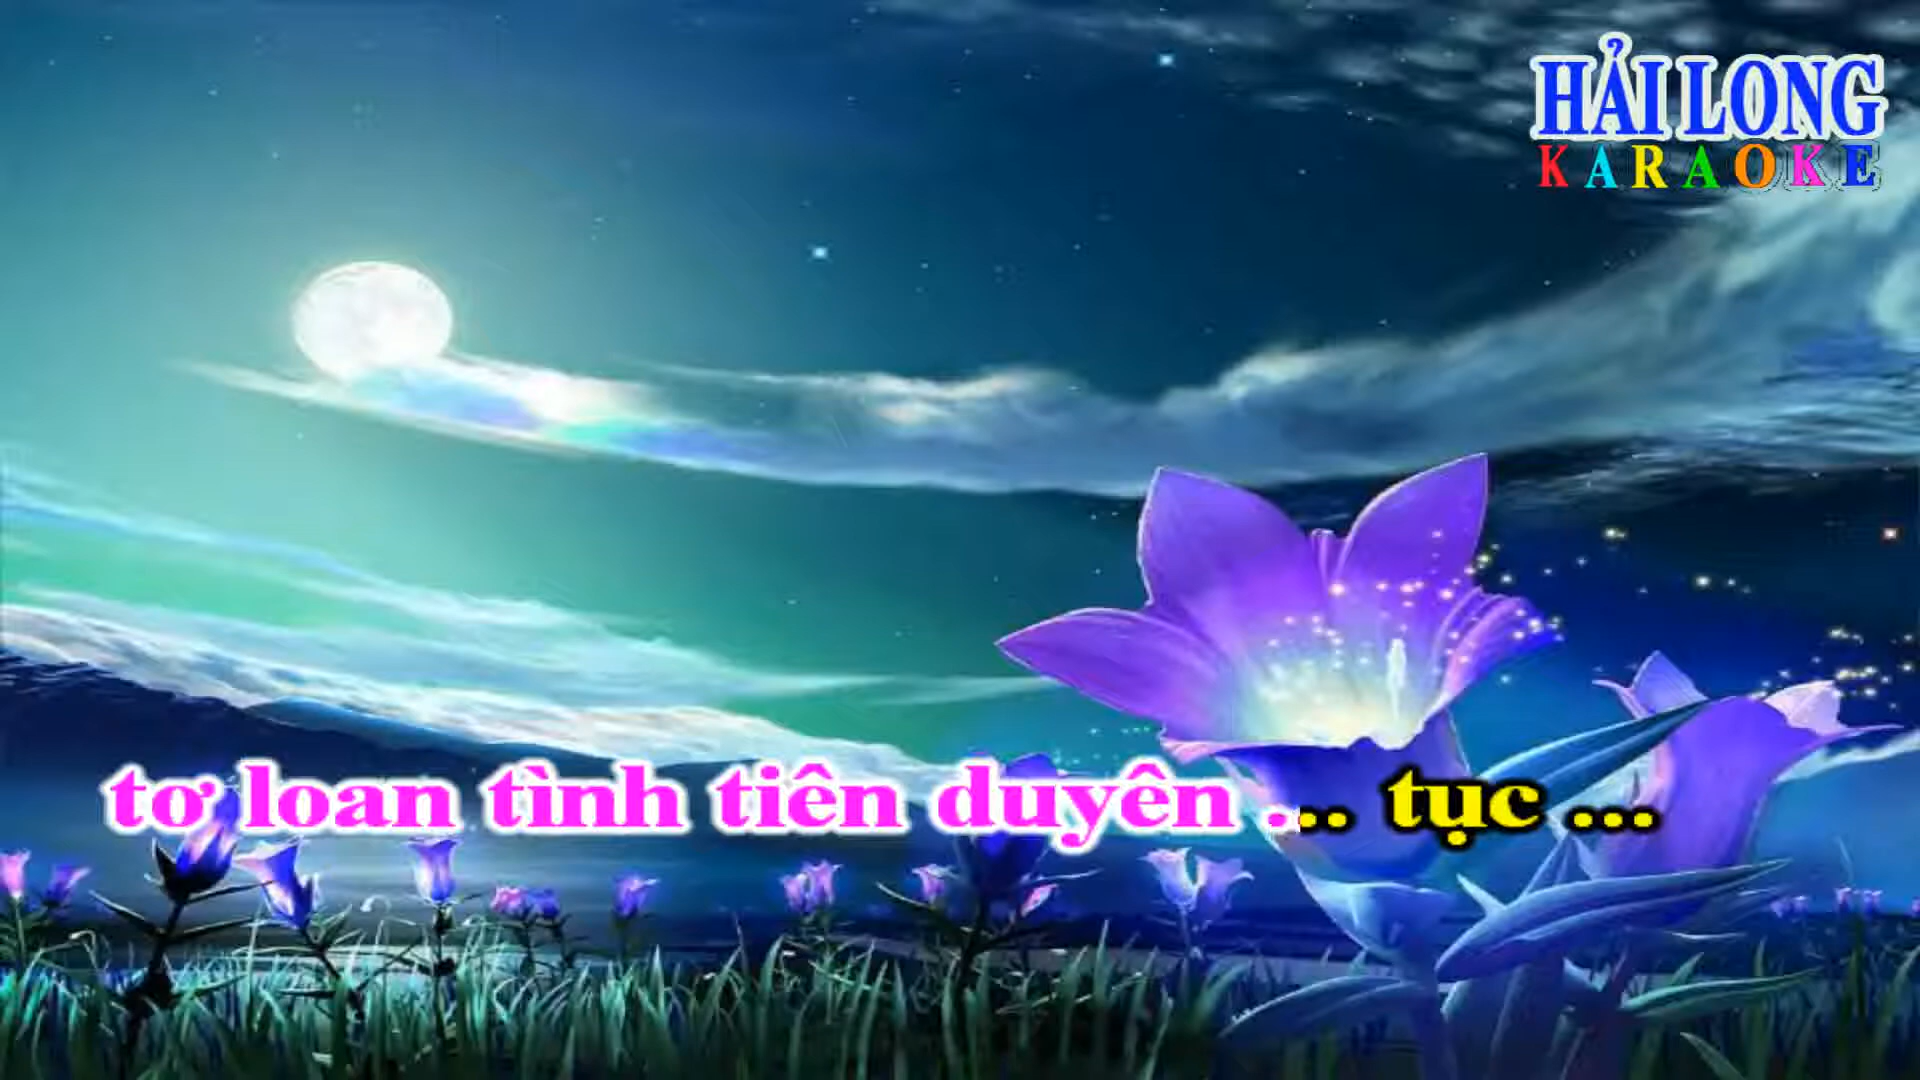 HẢI LONG
KARAOKE
tơ loan tình tiên duyên ... tục ...